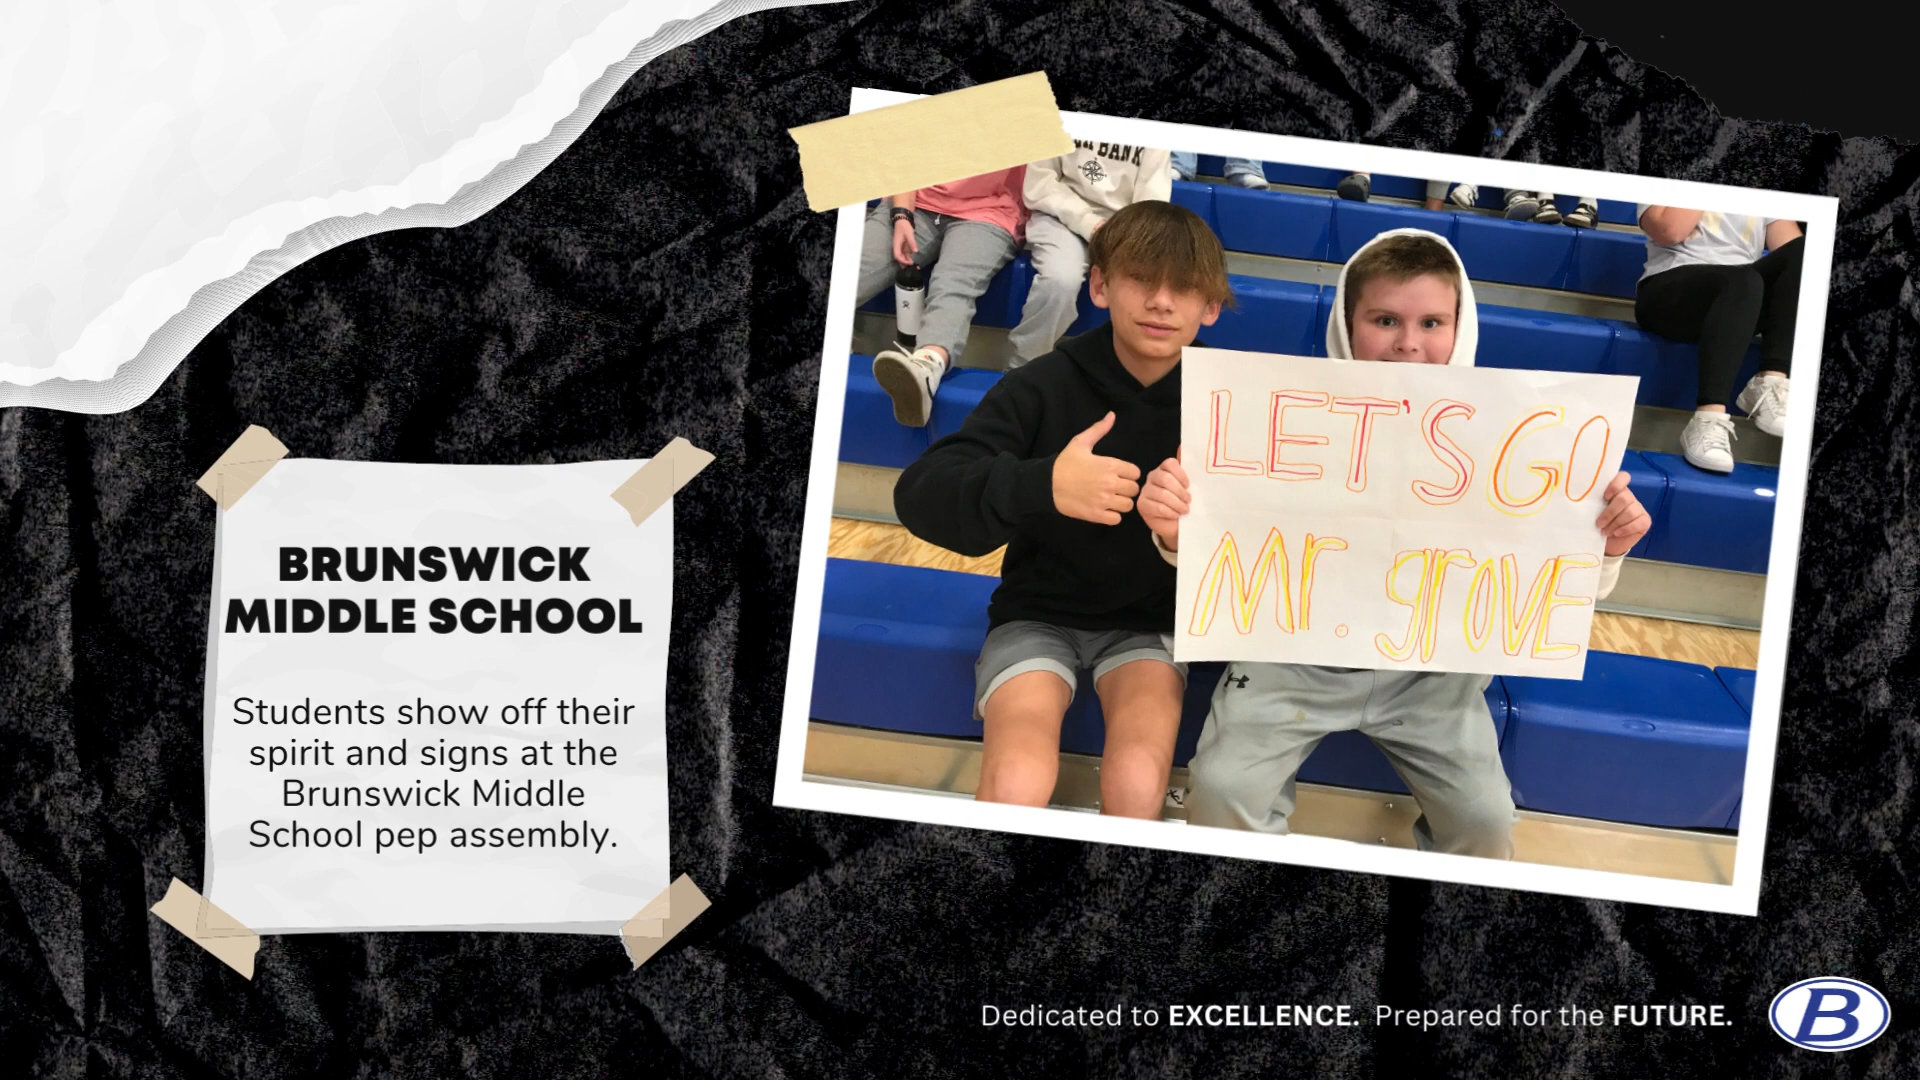 BANK
LET'S GO
Mr. grove
BRUNSWICK
MIDDLE SCHOOL
Students show off their
spirit and signs at the
Brunswick Middle
School pep assembly.
Dedicated to EXCELLENCE. Prepared for the FUTURE.
B